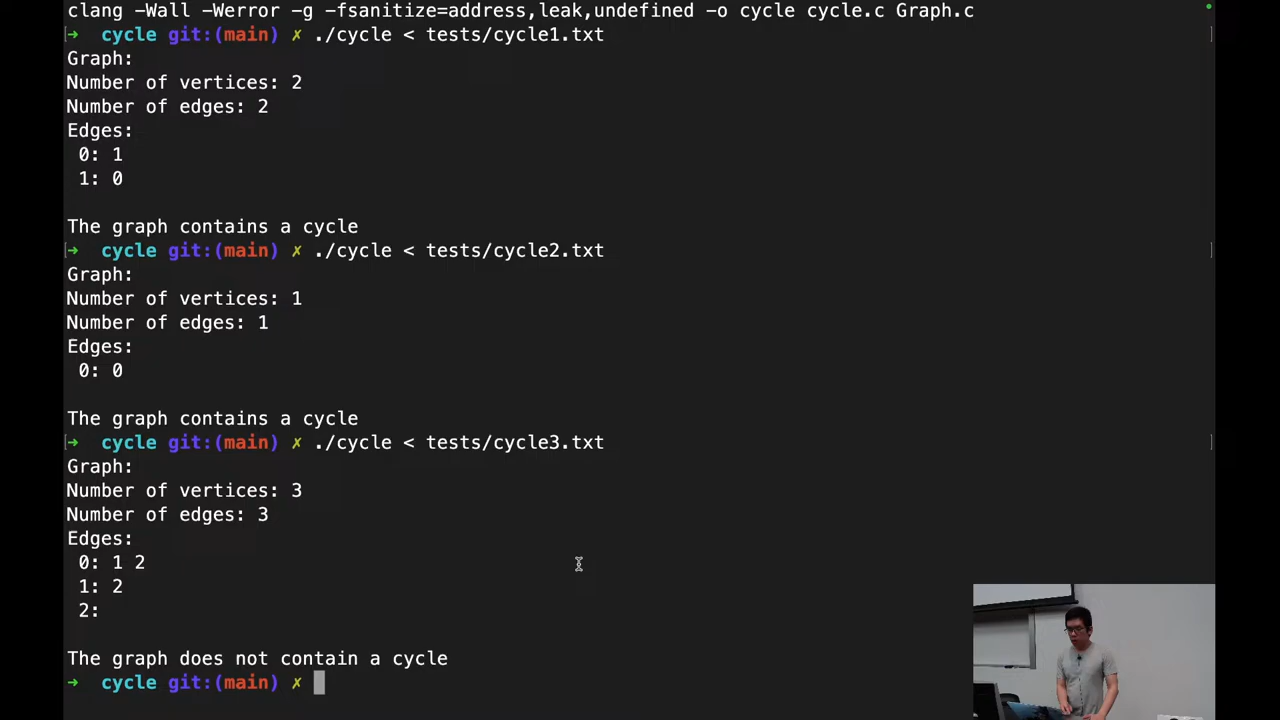 clang -Wall -Werror -g -fsanitize=address,leak,undefined -o cycle cycle.c Graph.c
➜  cycle git:(main) ✗ ./cycle < tests/cycle1.txt
Graph:
Number of vertices: 2
Number of edges: 2
Edges:
 0: 1
 1: 0

The graph contains a cycle
➜  cycle git:(main) ✗ ./cycle < tests/cycle2.txt
Graph:
Number of vertices: 1
Number of edges: 1
Edges:
 0: 0

The graph contains a cycle
➜  cycle git:(main) ✗ ./cycle < tests/cycle3.txt
Graph:
Number of vertices: 3
Number of edges: 3
Edges:
 0: 1 2
 1: 2
 2:

The graph does not contain a cycle
➜  cycle git:(main) ✗